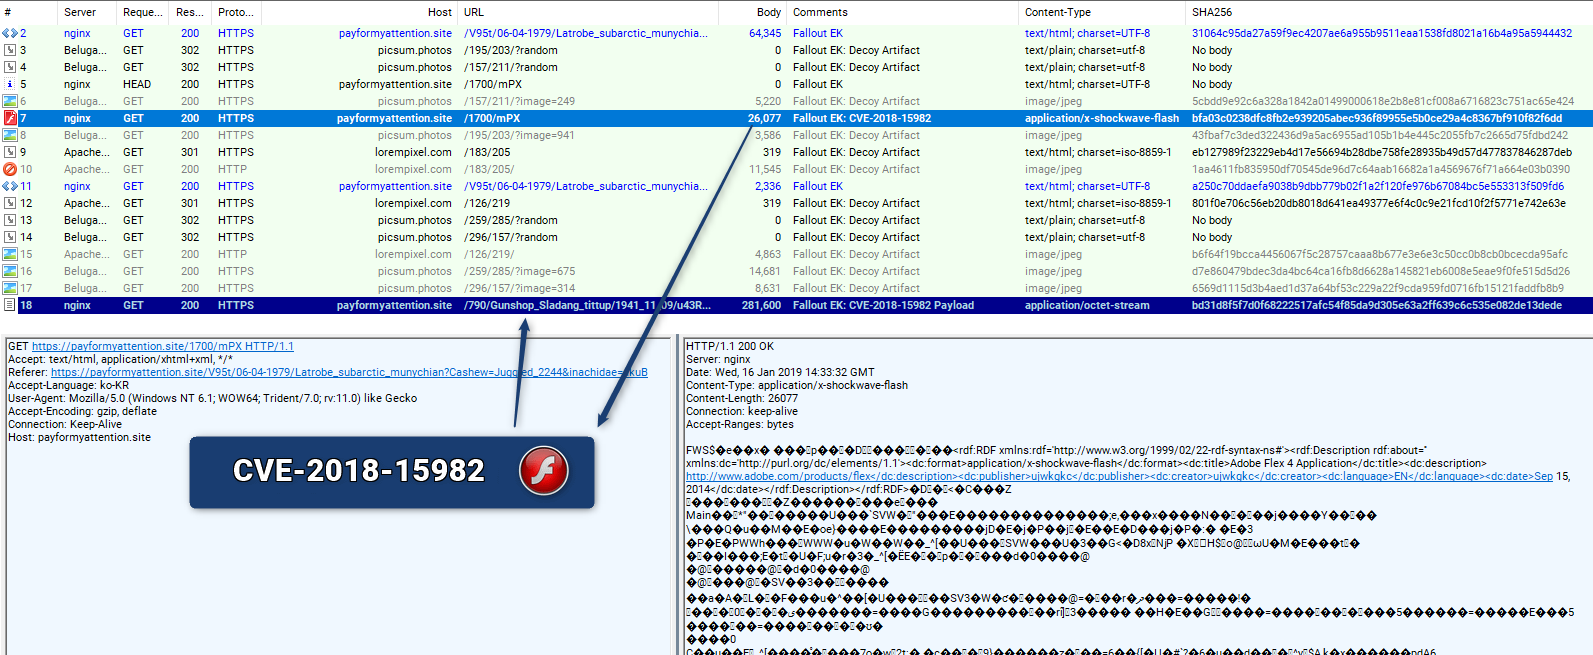 # Server Reque... Res... Proto... Host URL Body Comments Content-Type SHA256
2 nginx GET 200 HTTPS payformyattention.site /V95t/06-04-1979/Latrobe_subarctic_munychia... 64,345 Fallout EK text/html; charset=UTF-8 31064c95da27a59f9ec4207ae6a955b9511eaa1538fd8021a16b4a95a5944432
3 Beluga... GET 302 HTTPS picsum.photos /195/203/?random 0 Fallout EK: Decoy Artifact text/plain; charset=utf-8 No body
4 Beluga... GET 302 HTTPS picsum.photos /157/211/?random 0 Fallout EK: Decoy Artifact text/plain; charset=utf-8 No body
5 nginx HEAD 200 HTTPS payformyattention.site /1700/mPX 0 Fallout EK text/html; charset=UTF-8 No body
6 Beluga... GET 200 HTTPS picsum.photos /157/211/?image=249 5,220 Fallout EK: Decoy Artifact image/jpeg 5cbdd9e92c6a328a1842a01499000618e2b8e81cf008a6716823c751ac65e424
7 nginx GET 200 HTTPS payformyattention.site /1700/mPX 26,077 Fallout EK: CVE-2018-15982 application/x-shockwave-flash bfa03c0238dfc8fb2e939205abec936f89955e5b0ce29a4c8367bf910f82f6dd
8 Beluga... GET 200 HTTPS picsum.photos /195/203/?image=941 3,586 Fallout EK: Decoy Artifact image/jpeg 43fbaf7c3ded322436d9a5ac6955ad105b1b4e445c2055fb7c2665d75fdbd242
9 Apache... GET 301 HTTPS lorempixel.com /183/205 319 Fallout EK: Decoy Artifact text/html; charset=iso-8859-1 eb127989f23229eb4d17e56694b28dbe758fe28935b49d57d477837846287deb
10 Apache... GET 200 HTTP lorempixel.com /183/205/ 11,545 Fallout EK: Decoy Artifact image/jpeg 1aa4611fb835950df70545de96d7c64aab16682a1a4569676f71a664e03b0390
11 nginx GET 200 HTTPS payformyattention.site /V95t/06-04-1979/Latrobe_subarctic_munychia... 2,336 Fallout EK text/html; charset=UTF-8 a250c70ddaefa9038b9dbb779b02f1a2f120fe976b67084bc5e553313f509fd6
12 Apache... GET 301 HTTPS lorempixel.com /126/219 319 Fallout EK: Decoy Artifact text/html; charset=iso-8859-1 801f0e706c56eb20db8018d641ea49377e6f4c0c9e21fcd10f2f5771e742e63e
13 Beluga... GET 302 HTTPS picsum.photos /259/285/?random 0 Fallout EK: Decoy Artifact text/plain; charset=utf-8 No body
14 Beluga... GET 302 HTTPS picsum.photos /296/157/?random 0 Fallout EK: Decoy Artifact text/plain; charset=utf-8 No body
15 Apache... GET 200 HTTP lorempixel.com /126/219/ 4,863 Fallout EK: Decoy Artifact image/jpeg b6f64f19bcca4456067f5c28757caaa8b677e3e6e3c50cc0b8cb0bcecda95afc
16 Beluga... GET 200 HTTPS picsum.photos /259/285/?image=675 14,681 Fallout EK: Decoy Artifact image/jpeg d7e860479bdec3da4bc64ca16fb8d6628a145821eb6008e5eae9f0fe515d5d26
17 Beluga... GET 200 HTTPS picsum.photos /296/157/?image=314 8,631 Fallout EK: Decoy Artifact image/jpeg 6569d1115d3b4aed1d37a64bf53c229a22f9cda959fd0716fb15121faddfb8b9
18 nginx GET 200 HTTPS payformyattention.site /790/Gunshop_Sladang_tittup/1941_11_09/u43R... 281,600 Fallout EK: CVE-2018-15982 Payload application/octet-stream bd31d8f5f7d0f68222517afc54f85da9d305e63a2ff639c6c535e082de13dede
GET https://payformyattention.site/1700/mPX HTTP/1.1
Accept: text/html, application/xhtml+xml, */*
Referer: https://payformyattention.site/V95t/06-04-1979/Latrobe_subarctic_munychian?Cashew=
Accept-Language: ko-KR
User-Agent: Mozilla/5.0 (Windows NT 6.1; WOW64; Trident/7.0; rv:11.0) like Gecko
Accept-Encoding: gzip, deflate
Connection: Keep-Alive
Host: payformyattention.site
CVE-2018-15982
HTTP/1.1 200 OK
Server: nginx
Date: Wed, 16 Jan 2019 14:33:32 GMT
Content-Type: application/x-shockwave-flash
Content-Length: 26077
Connection: keep-alive
Accept-Ranges: bytes
<rdf:RDF xmlns:rdf='http://www.w3.org/1999/02/22-rdf-syntax-ns#'><rdf:Description rdf:about=''
xmlns:dc='http://purl.org/dc/elements/1.1'><dc:format>application/x-shockwave-flash</dc:format><dc:title>Adobe Flex 4 Application</dc:title><dc:description>
http://www.adobe.com/products/flex</dc:description><dc:publisher>ujwkgkc</dc:publisher><dc:creator>ujwkgkc</dc:creator><dc:language>EN</dc:language><dc:date>Sep 15,
2014</dc:date></rdf:Description></rdf:RDF>